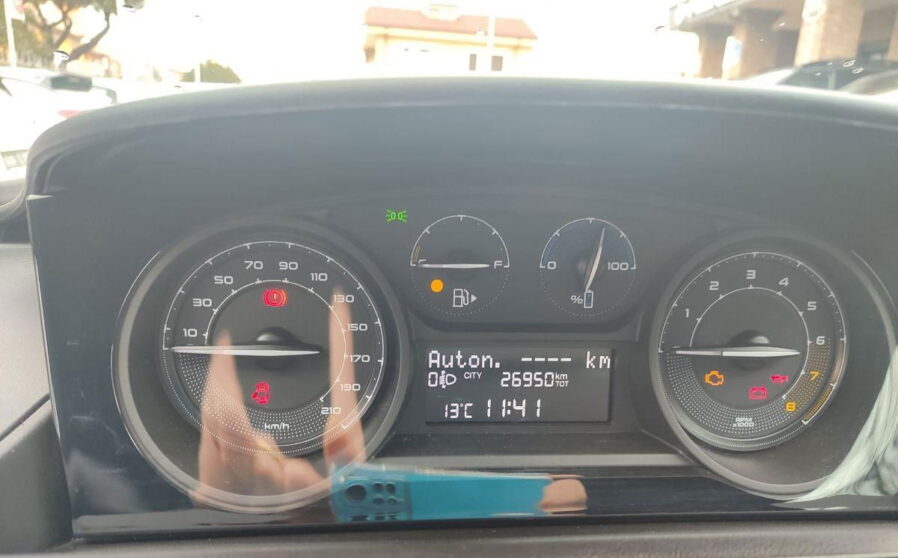 10 30 50 70 90 110 130 150 170 190 210
km/h
F
0 100
%
Auton. ---- km
0 CITY 26950 km TOT
13°C 11:41
1 2 3 4 5 6 7 8
x1000